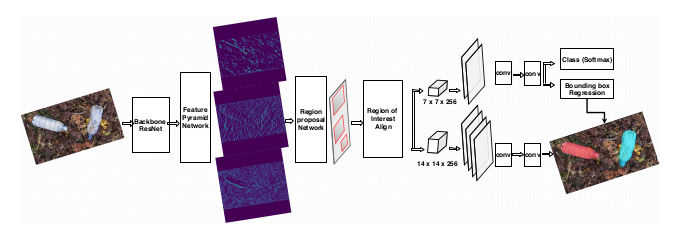 Backbone
ResNet
Feature
Pyramid
Network
Region
proposal
Network
Region of
Interest
Align
7 x 7 x 256
14 x 14 x 256
conv
conv
Class (Softmax)
Bounding box
Regression
conv
conv